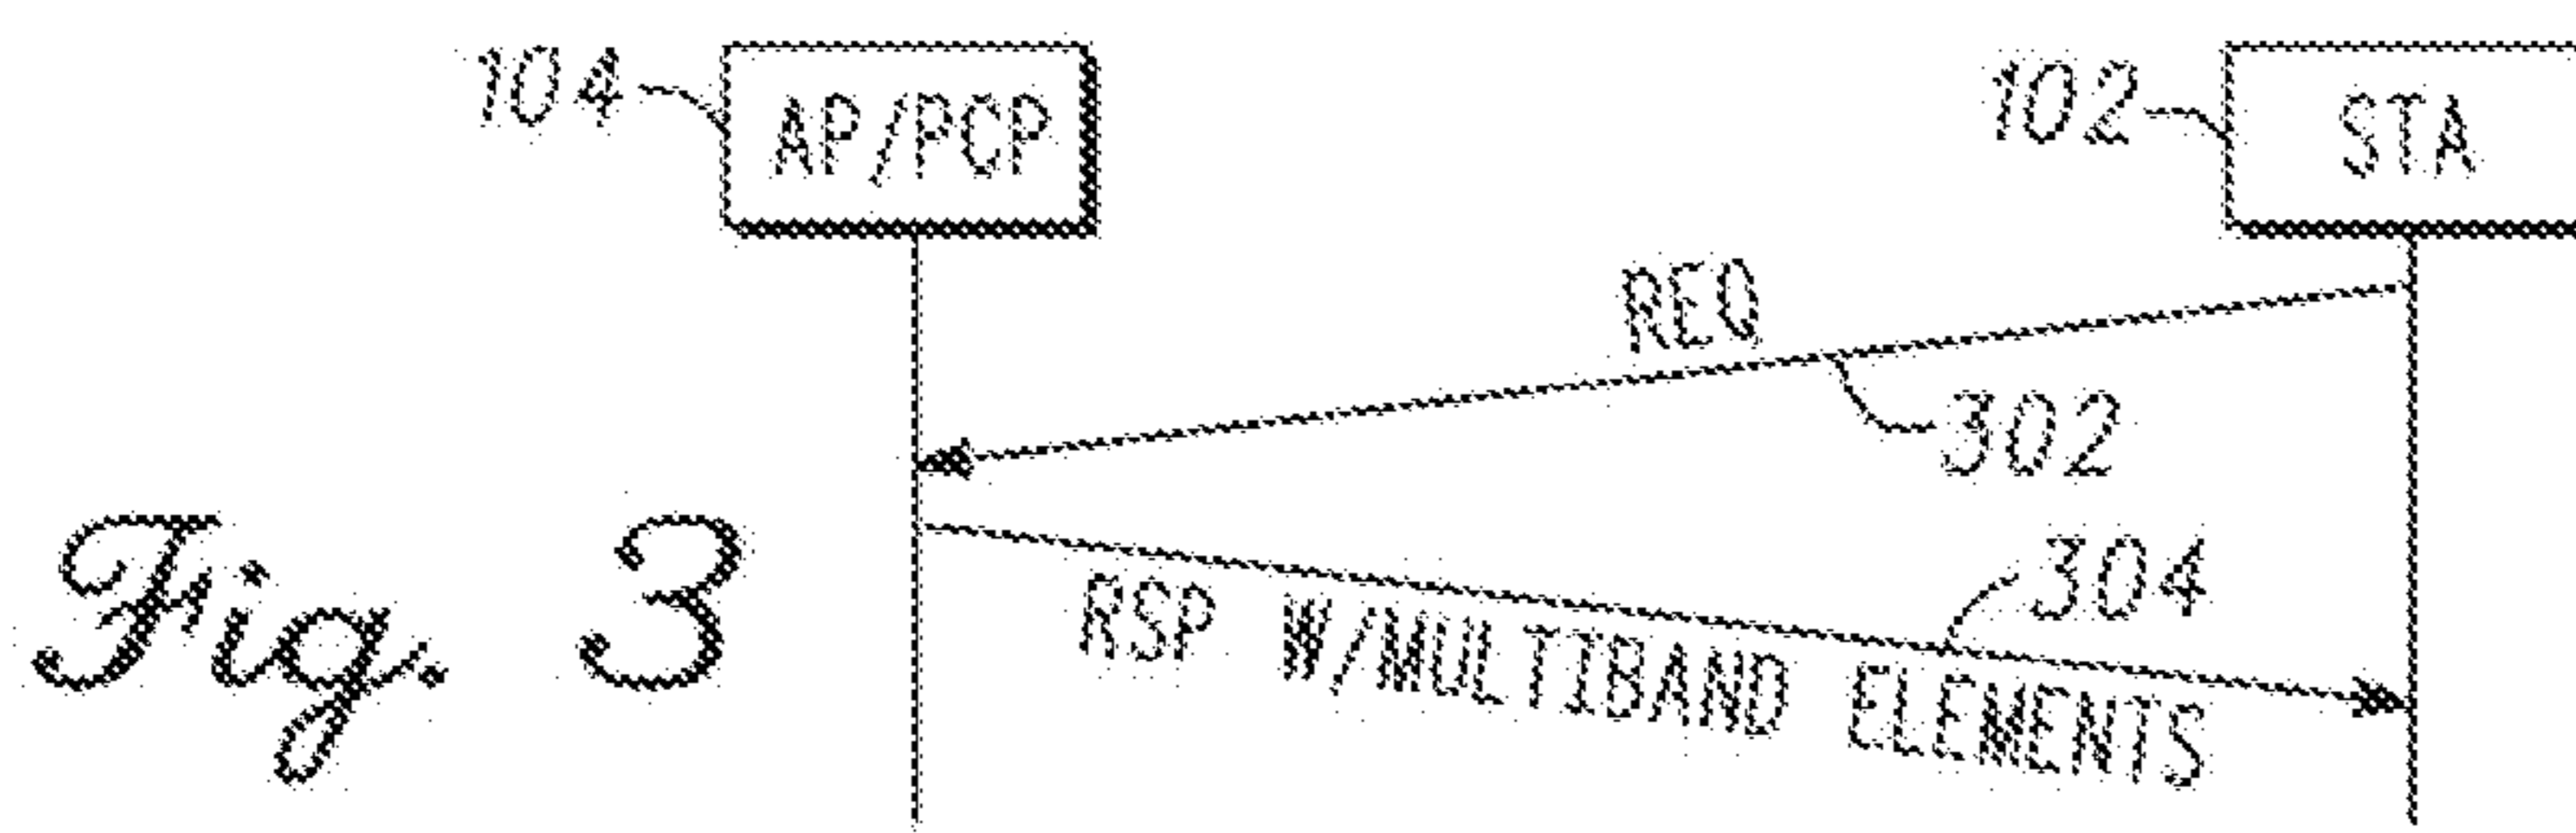 104 AP/PCP 102 STA
REQ
302
304
RSP W/MULTIBAND ELEMENTS
Fig. 3